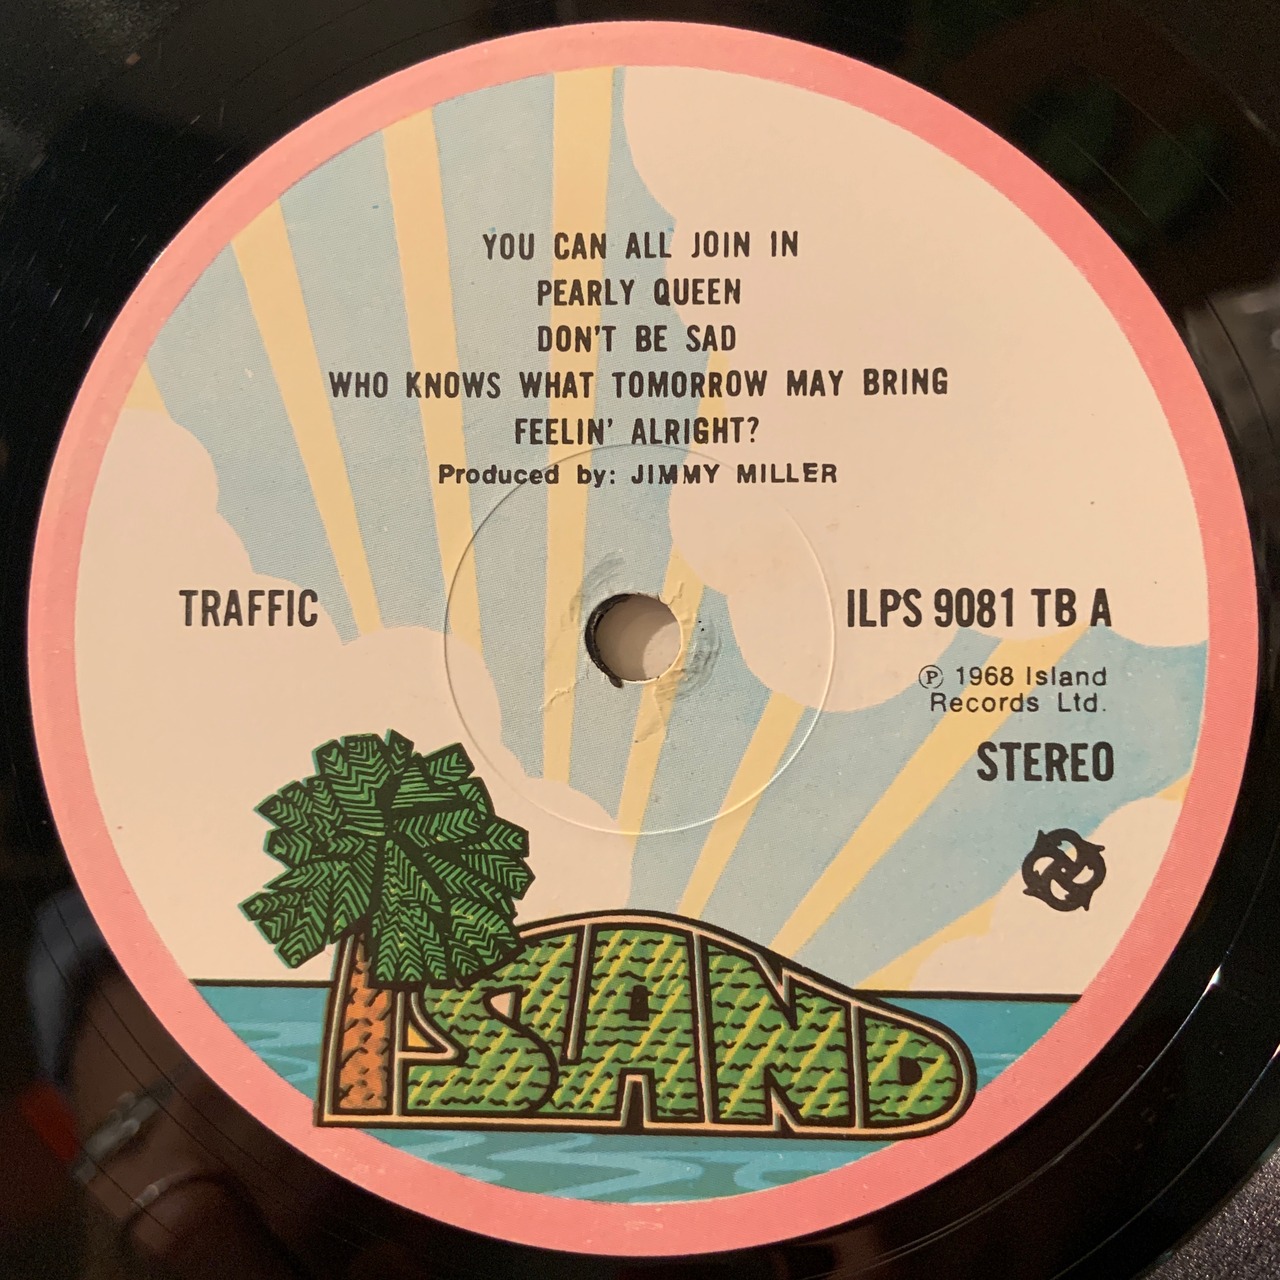 YOU CAN ALL JOIN IN
PEARLY QUEEN
DON'T BE SAD
WHO KNOWS WHAT TOMORROW MAY BRING
FEELIN' ALRIGHT?
Produced by: JIMMY MILLER
TRAFFIC
ILPS 9081 TB A
℗ 1968 Island
Records Ltd.
STEREO
ISLAND